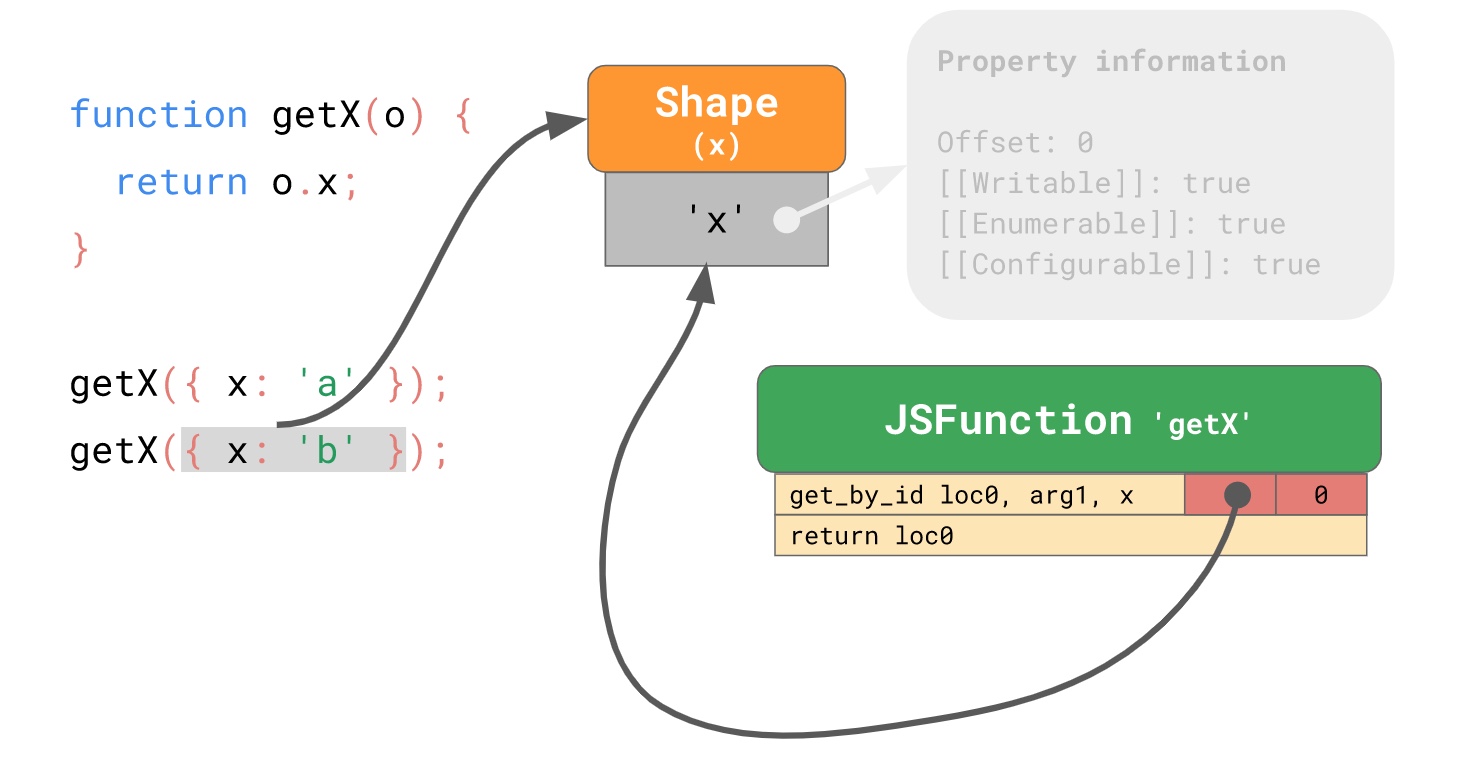 function getX(o) {
  return o.x;
}
getX({ x: 'a' });
getX({ x: 'b' });
Shape
(x)
'x'
Property information
Offset: 0
[[Writable]]: true
[[Enumerable]]: true
[[Configurable]]: true
JSFunction 'getX'
get_by_id loc0, arg1, x 0
return loc0